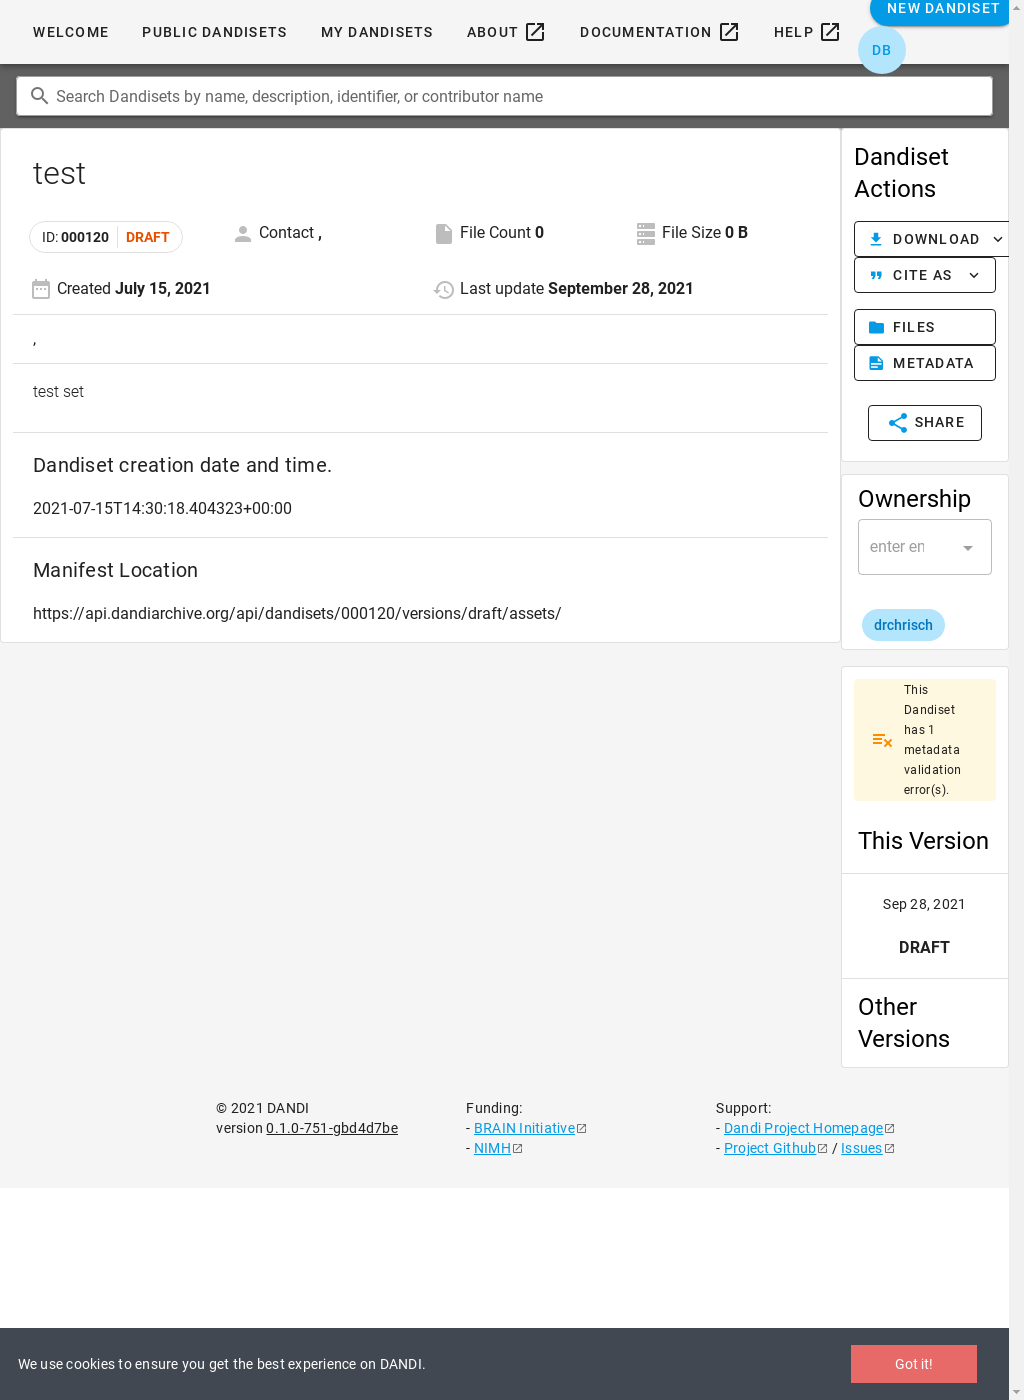 WELCOME
PUBLIC DANDISETS
MY DANDISETS
ABOUT
DOCUMENTATION
HELP
NEW DANDISET
DB
Search Dandisets by name, description, identifier, or contributor name
test
ID: 000120 DRAFT
Contact ,
File Count 0
File Size 0 B
Created July 15, 2021
Last update September 28, 2021
,
test set
Dandiset creation date and time.
2021-07-15T14:30:18.404323+00:00
Manifest Location
https://api.dandiarchive.org/api/dandisets/000120/versions/draft/assets/
Dandiset
Actions
DOWNLOAD
CITE AS
FILES
METADATA
SHARE
Ownership
enter en
drchrisch
This
Dandiset
has 1
metadata
validation
error(s).
This Version
Sep 28, 2021
DRAFT
Other
Versions
© 2021 DANDI
version 0.1.0-751-gbd4d7be
Funding:
- BRAIN Initiative
- NIMH
Support:
- Dandi Project Homepage
- Project Github / Issues
We use cookies to ensure you get the best experience on DANDI.
Got it!